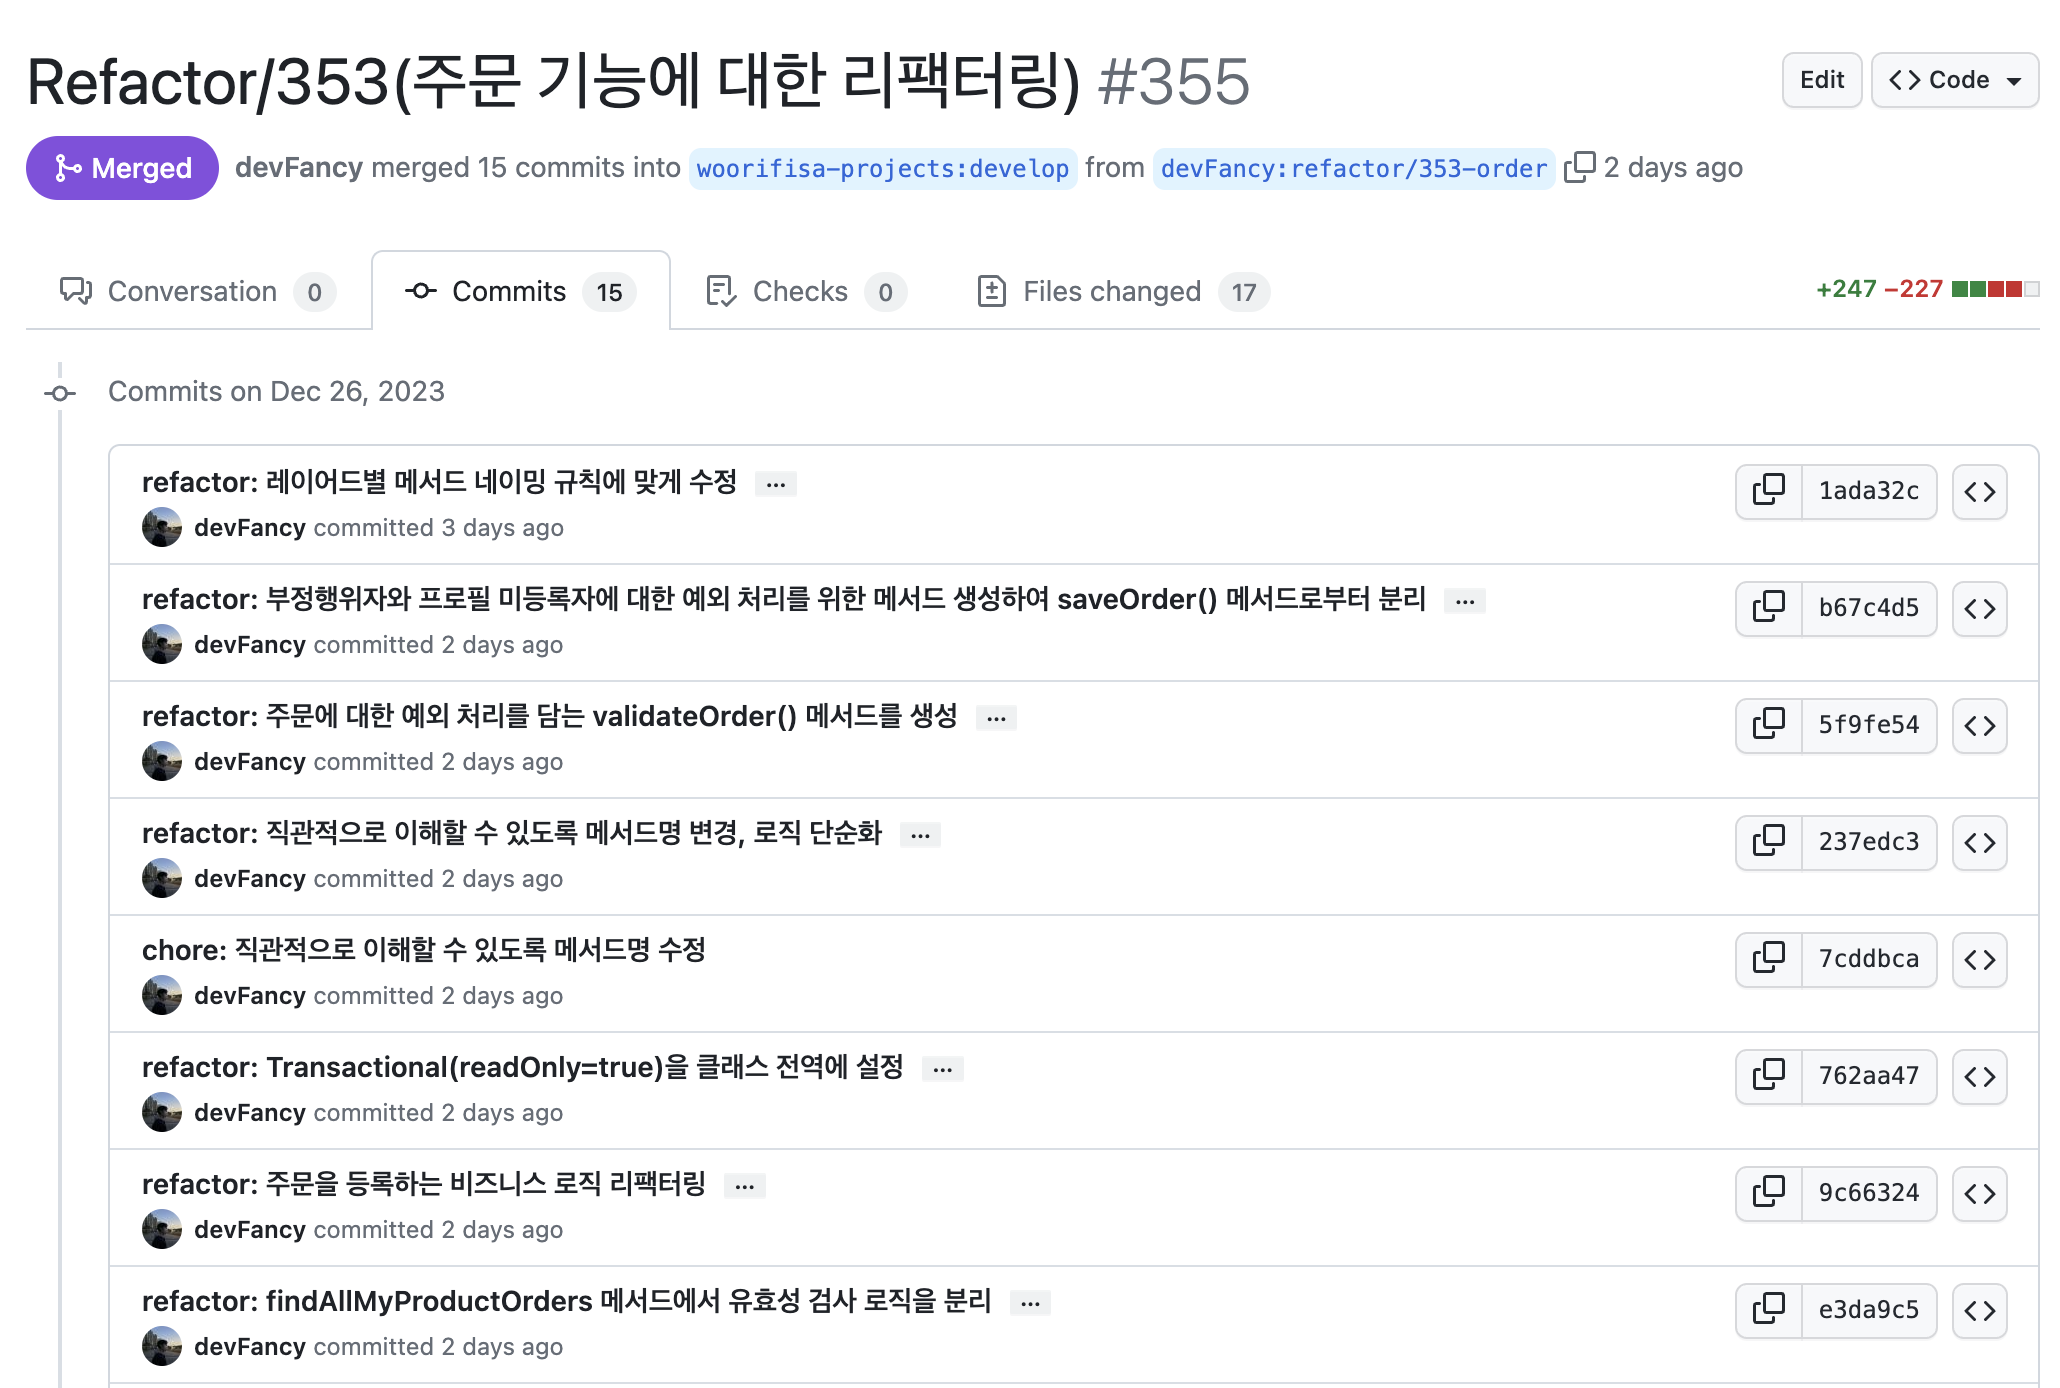 Refactor/353(주문 기능에 대한 리팩터링) #355
Edit
Code
Merged
devFancy merged 15 commits into woorifisa-projects:develop from devFancy:refactor/353-order 2 days ago
Conversation 0
Commits 15
Checks 0
Files changed 17
+247 −227
Commits on Dec 26, 2023
refactor: 레이어드별 메서드 네이밍 규칙에 맞게 수정 ...
1ada32c
devFancy committed 3 days ago
refactor: 부정행위자와 프로필 미등록자에 대한 예외 처리를 위한 메서드 생성하여 saveOrder() 메서드로부터 분리 ...
b67c4d5
devFancy committed 2 days ago
refactor: 주문에 대한 예외 처리를 담는 validateOrder() 메서드를 생성 ...
5f9fe54
devFancy committed 2 days ago
refactor: 직관적으로 이해할 수 있도록 메서드명 변경, 로직 단순화 ...
237edc3
devFancy committed 2 days ago
chore: 직관적으로 이해할 수 있도록 메서드명 수정
7cddbca
devFancy committed 2 days ago
refactor: Transactional(readOnly=true)을 클래스 전역에 설정 ...
762aa47
devFancy committed 2 days ago
refactor: 주문을 등록하는 비즈니스 로직 리팩터링 ...
9c66324
devFancy committed 2 days ago
refactor: findAllMyProductOrders 메서드에서 유효성 검사 로직을 분리 ...
e3da9c5
devFancy committed 2 days ago